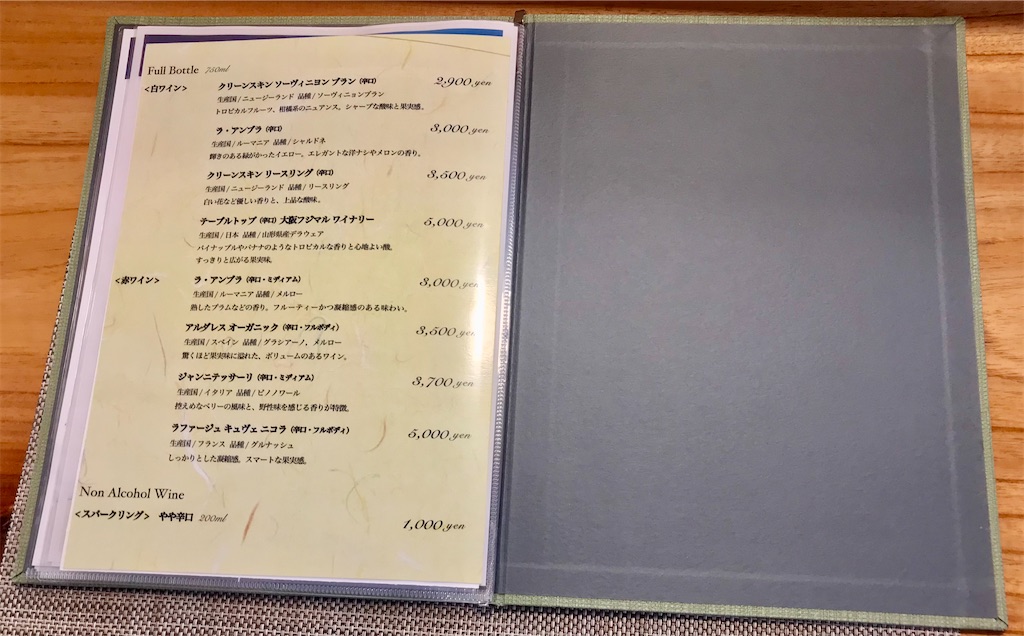 Full Bottle 750ml
<白ワイン> クリーンスキン ソーヴィニヨン ブラン (辛口) 2,900 yen
生産国 / ニュージーランド 品種 / ソーヴィニョンブラン
トロピカルフルーツ、柑橘系のニュアンス。シャープな酸味と果実感。
ラ・アンブラ (辛口) 3,000 yen
生産国 / ルーマニア 品種 / シャルドネ
輝きのある緑がかったイエロー。エレガントな洋ナシやメロンの香り。
クリーンスキン リースリング (辛口) 3,500 yen
生産国 / ニュージーランド 品種 / リースリング
白い花など優しい香りと、上品な酸味。
テーブルトップ (辛口) 大阪フジマル ワイナリー 5,000 yen
生産国 / 日本 品種 / 山形県産デラウェア
パイナップルやバナナのようなトロピカルな香りと心地よい酸。
すっきりと広がる果実味。
<赤ワイン> ラ・アンブラ (辛口・ミディアム) 3,000 yen
生産国 / ルーマニア 品種 / メルロー
熟したプラムなどの香り。フルーティーかつ凝縮感のある味わい。
アルダレス オーガニック (辛口・フルボディ) 3,500 yen
生産国 / スペイン 品種 / グラシアーノ、メルロー
驚くほど果実味に溢れた、ボリュームのあるワイン。
ジャンニテッサーリ (辛口・ミディアム) 3,700 yen
生産国 / イタリア 品種 / ピノノワール
控えめなベリーの風味と、野性味を感じる香りが特徴。
ラファージュ キュヴェ ニコラ (辛口・フルボディ) 5,000 yen
生産国 / フランス 品種 / グルナッシュ
しっかりとした凝縮感。スマートな果実感。
Non Alcohol Wine
<スパークリング> やや辛口 200ml 1,000 yen